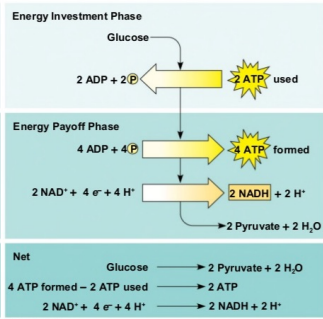 Energy Investment Phase
Glucose
2 ADP + 2 P
2 ATP used
Energy Payoff Phase
4 ADP + 4 P
4 ATP formed
2 NAD⁺ + 4 e⁻ + 4 H⁺
2 NADH + 2 H⁺
2 Pyruvate + 2 H₂O
Net
Glucose → 2 Pyruvate + 2 H₂O
4 ATP formed – 2 ATP used → 2 ATP
2 NAD⁺ + 4 e⁻ + 4 H⁺ → 2 NADH + 2 H⁺